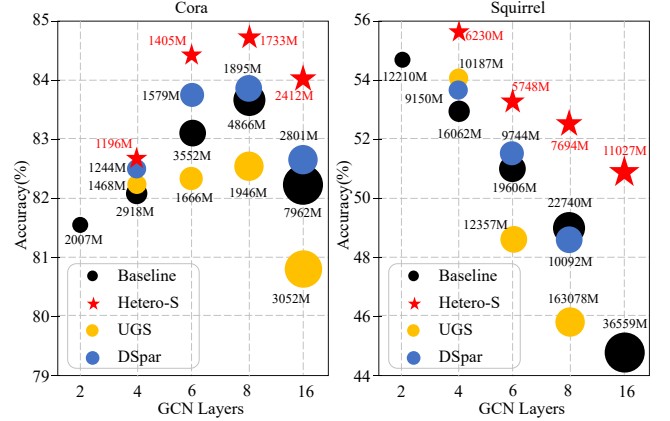 Cora
Accuracy(%)
85
84
83
82
81
80
79
1405M
1733M
1895M
2412M
1579M
4866M
1196M
3552M
2801M
1244M
1468M
1666M
1946M
2918M
7962M
2007M
3052M
Baseline
Hetero-S
UGS
DSpar
2 4 6 8 16
GCN Layers
Squirrel
Accuracy(%)
56
54
52
50
48
46
44
6230M
12210M
10187M
9150M
5748M
16062M
9744M
7694M
11027M
19606M
22740M
12357M
10092M
163078M
36559M
Baseline
Hetero-S
UGS
DSpar
2 4 6 8 16
GCN Layers